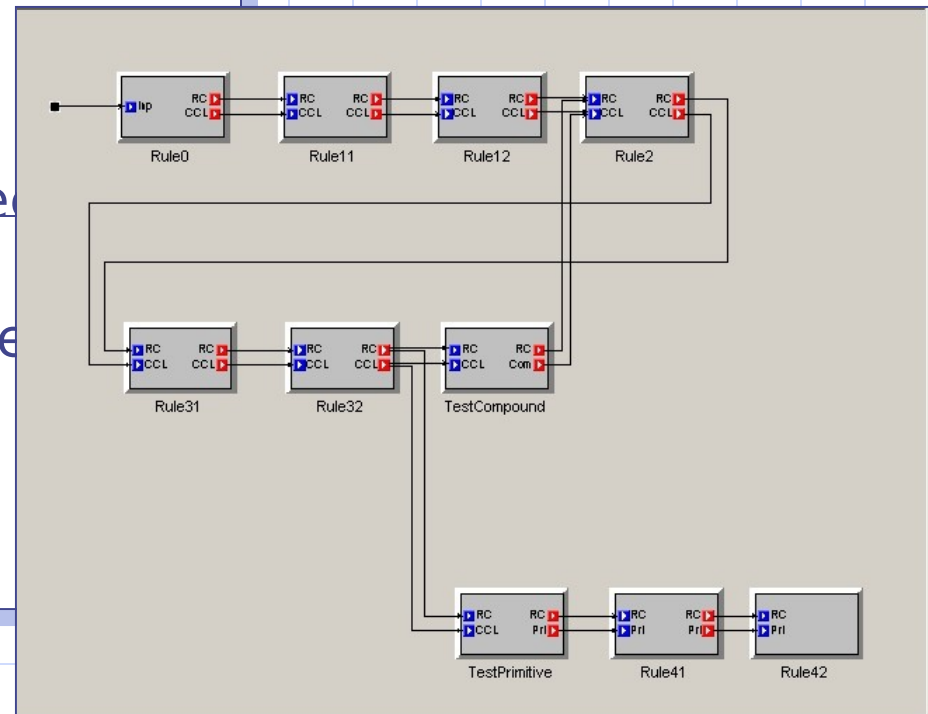 Inp RC CCL
RC CCL RC CCL
RC CCL RC CCL
RC CCL RC CCL
Rule0 Rule11 Rule12 Rule2
RC CCL RC CCL
RC CCL RC CCL
RC CCL RC Com
Rule31 Rule32 TestCompound
RC CCL RC Pri
RC Pri RC Pri
RC Pri
TestPrimitive Rule41 Rule42